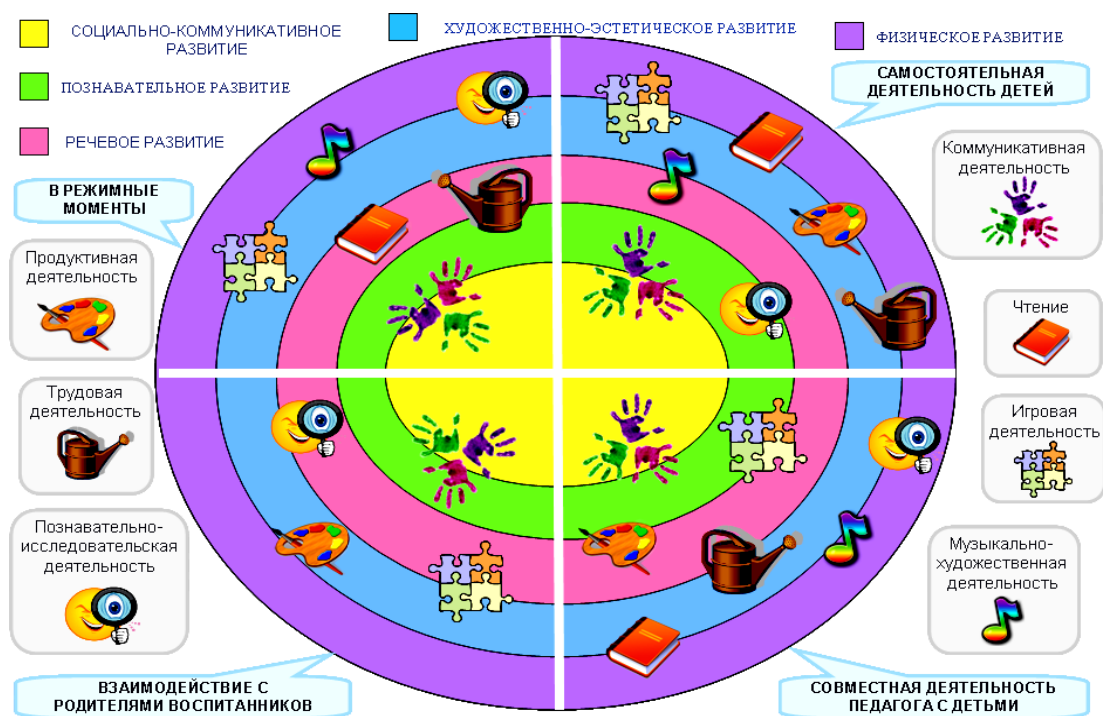 СОЦИАЛЬНО-КОММУНИКАТИВНОЕ
РАЗВИТИЕ
ХУДОЖЕСТВЕННО-ЭСТЕТИЧЕСКОЕ РАЗВИТИЕ
ФИЗИЧЕСКОЕ РАЗВИТИЕ
ПОЗНАВАТЕЛЬНОЕ РАЗВИТИЕ
РЕЧЕВОЕ РАЗВИТИЕ
САМОСТОЯТЕЛЬНАЯ
ДЕЯТЕЛЬНОСТЬ ДЕТЕЙ
В РЕЖИМНЫЕ
МОМЕНТЫ
Коммуникативная
деятельность
Продуктивная
деятельность
Чтение
Трудовая
деятельность
Игровая
деятельность
Познавательно-
исследовательская
деятельность
Музыкально-
художественная
деятельность
ВЗАИМОДЕЙСТВИЕ С
РОДИТЕЛЯМИ ВОСПИТАННИКОВ
СОВМЕСТНАЯ ДЕЯТЕЛЬНОСТЬ
ПЕДАГОГА С ДЕТЬМИ